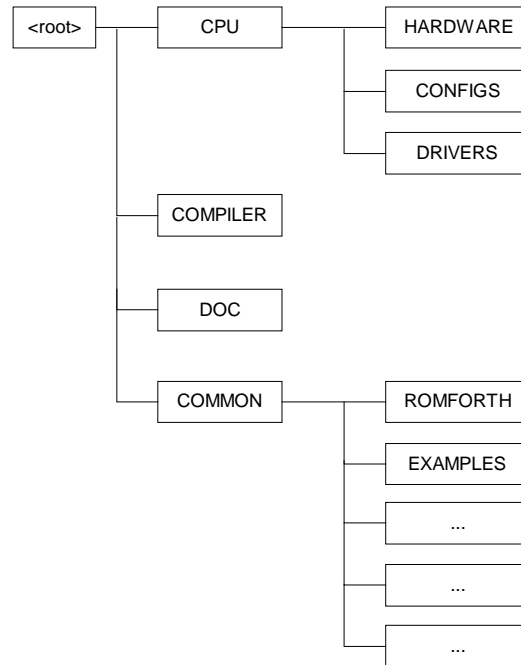 <root>
CPU
HARDWARE
CONFIGS
DRIVERS
COMPILER
DOC
COMMON
ROMFORTH
EXAMPLES
...
...
...